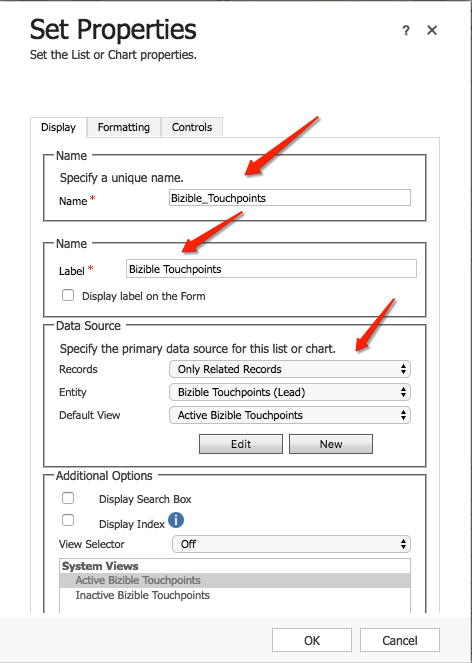 Set Properties
? ×
Set the List or Chart properties.
Display Formatting Controls
Name
Specify a unique name.
Name * Bizible_Touchpoints
Name
Label * Bizible Touchpoints
Display label on the Form
Data Source
Specify the primary data source for this list or chart.
Records Only Related Records
Entity Bizible Touchpoints (Lead)
Default View Active Bizible Touchpoints
Edit New
Additional Options
Display Search Box
Display Index i
View Selector Off
System Views
Active Bizible Touchpoints
Inactive Bizible Touchpoints
OK Cancel